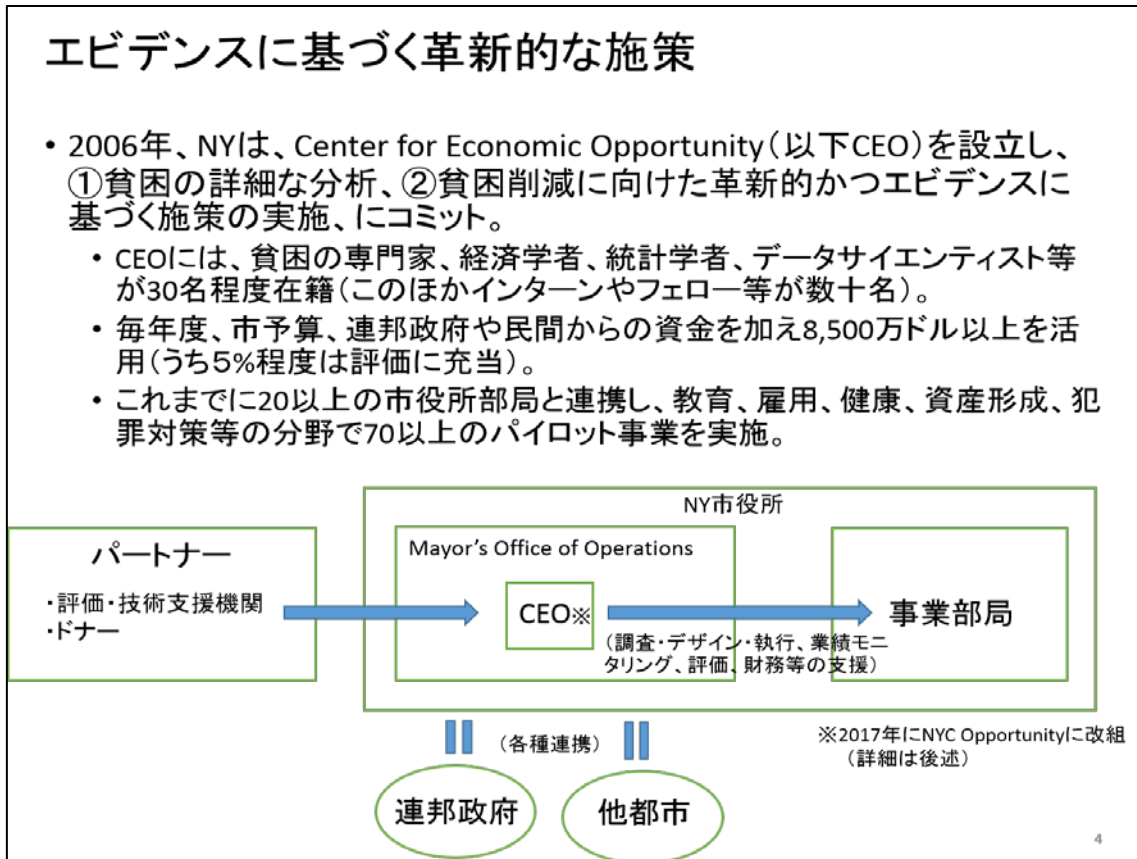 エビデンスに基づく革新的な施策
• 2006年、NYは、Center for Economic Opportunity（以下CEO）を設立し、
①貧困の詳細な分析、②貧困削減に向けた革新的かつエビデンスに
基づく施策の実施、にコミット。
• CEOには、貧困の専門家、経済学者、統計学者、データサイエンティスト等
が30名程度在籍（このほかインターンやフェロー等が数十名）。
• 毎年度、市予算、連邦政府や民間からの資金を加え8,500万ドル以上を活
用（うち５%程度は評価に充当）。
• これまでに20以上の市役所部局と連携し、教育、雇用、健康、資産形成、犯
罪対策等の分野で70以上のパイロット事業を実施。
NY市役所
パートナー
・評価・技術支援機関
・ドナー
Mayor's Office of Operations
CEO※
（調査・デザイン・執行、業績モニ
タリング、評価、財務等の支援）
事業部局
（各種連携）
※2017年にNYC Opportunityに改組
（詳細は後述）
連邦政府
他都市
4